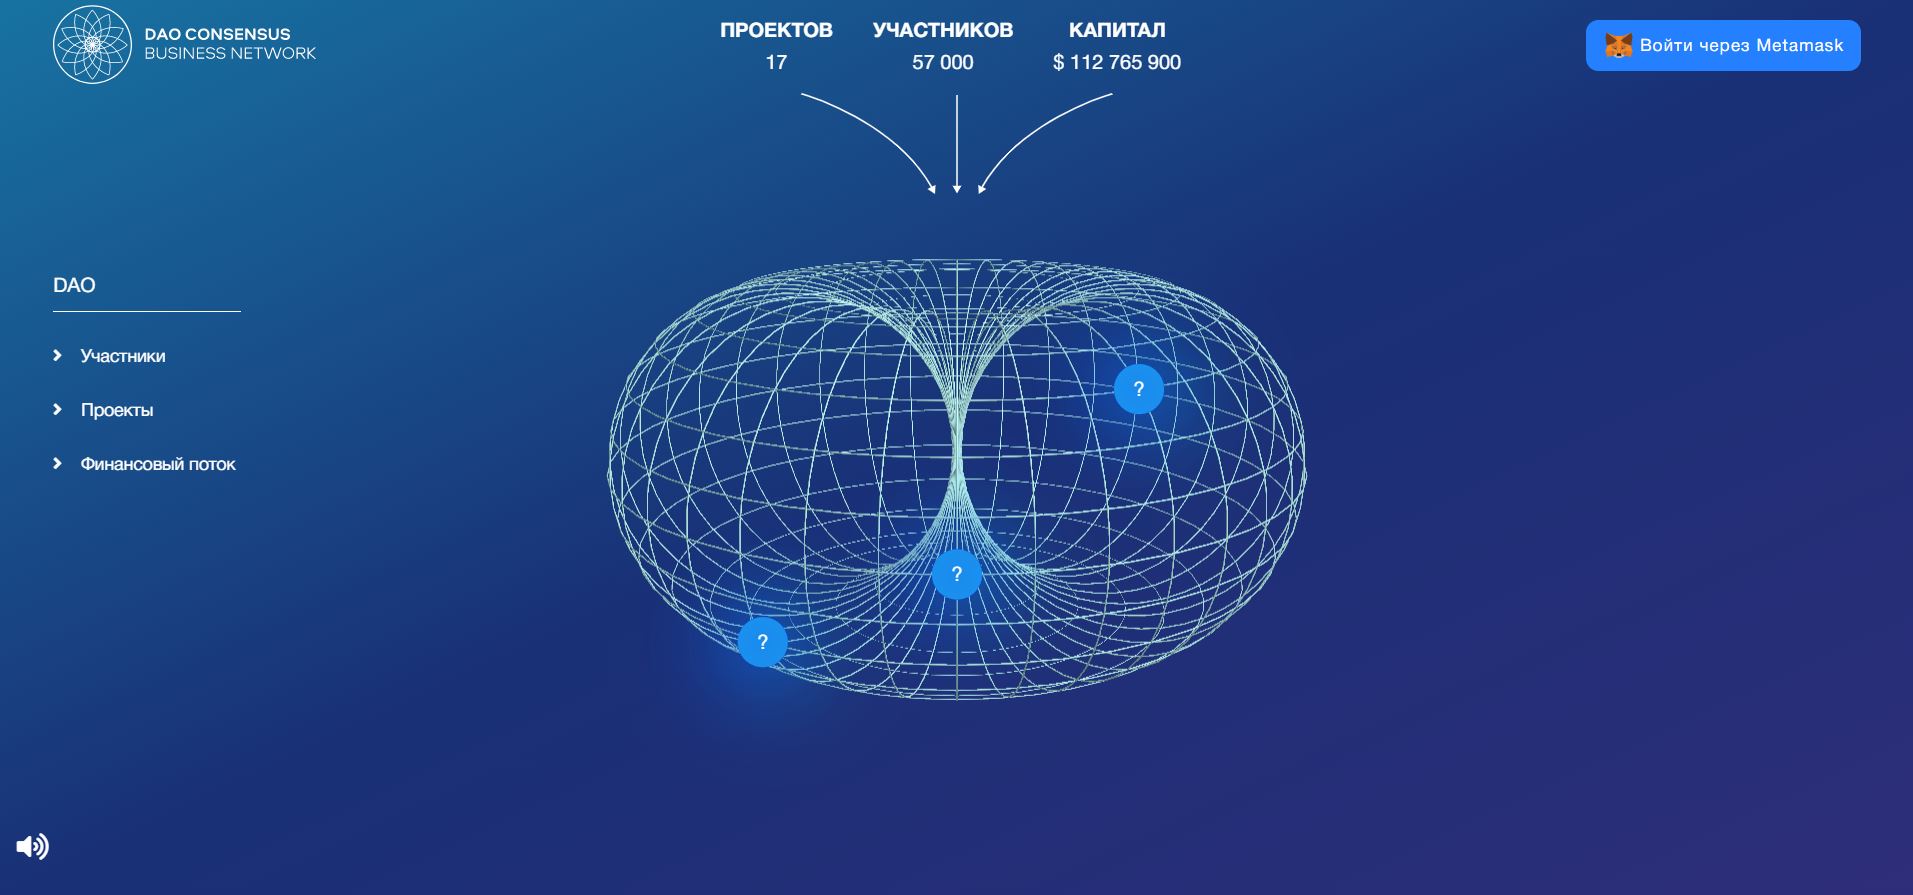 DAO CONSENSUS
BUSINESS NETWORK
ПРОЕКТОВ
17
УЧАСТНИКОВ
57 000
КАПИТАЛ
$ 112 765 900
Войти через Metamask
DAO
Участники
Проекты
Финансовый поток
?
?
?